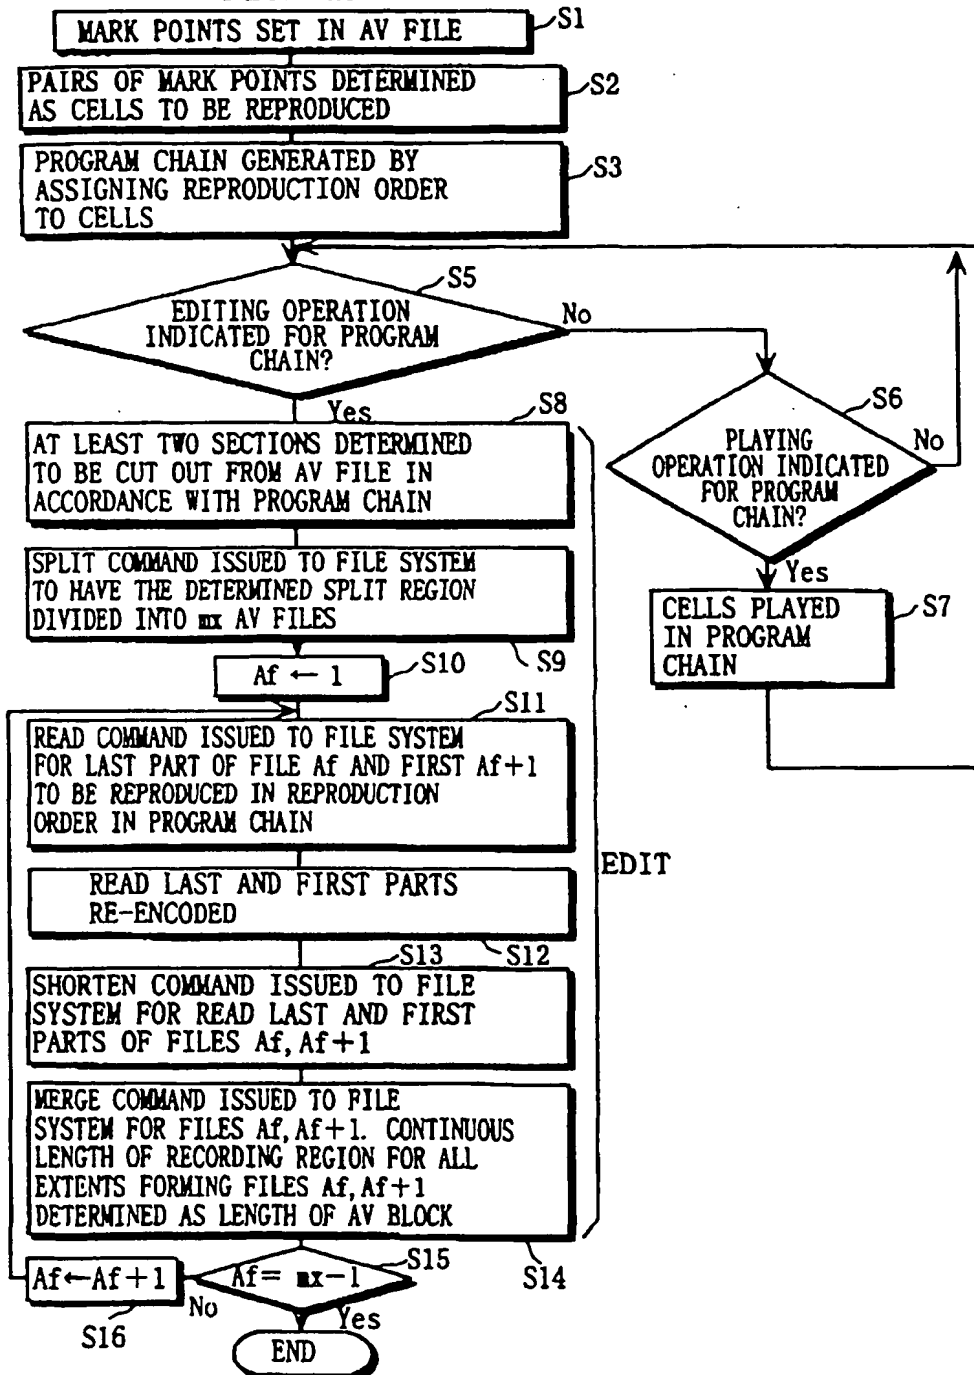 MARK POINTS SET IN AV FILE
S1
PAIRS OF MARK POINTS DETERMINED
AS CELLS TO BE REPRODUCED
S2
PROGRAM CHAIN GENERATED BY
ASSIGNING REPRODUCTION ORDER
TO CELLS
S3
S5
EDITING OPERATION
INDICATED FOR PROGRAM
CHAIN?
No
Yes
S6
PLAYING
OPERATION INDICATED
FOR PROGRAM
CHAIN?
No
Yes
S7
CELLS PLAYED
IN PROGRAM
CHAIN
S8
AT LEAST TWO SECTIONS DETERMINED
TO BE CUT OUT FROM AV FILE IN
ACCORDANCE WITH PROGRAM CHAIN
SPLIT COMMAND ISSUED TO FILE SYSTEM
TO HAVE THE DETERMINED SPLIT REGION
DIVIDED INTO mx AV FILES
S9
Af ← 1
S10
S11
READ COMMAND ISSUED TO FILE SYSTEM
FOR LAST PART OF FILE Af AND FIRST Af+1
TO BE REPRODUCED IN REPRODUCTION
ORDER IN PROGRAM CHAIN
EDIT
READ LAST AND FIRST PARTS
RE-ENCODED
S12
S13
SHORTEN COMMAND ISSUED TO FILE
SYSTEM FOR READ LAST AND FIRST
PARTS OF FILES Af, Af+1
MERGE COMMAND ISSUED TO FILE
SYSTEM FOR FILES Af, Af+1. CONTINUOUS
LENGTH OF RECORDING REGION FOR ALL
EXTENTS FORMING FILES Af, Af+1
DETERMINED AS LENGTH OF AV BLOCK
S14
S15
Af= mx-1
Af←Af+1
No
S16
Yes
END